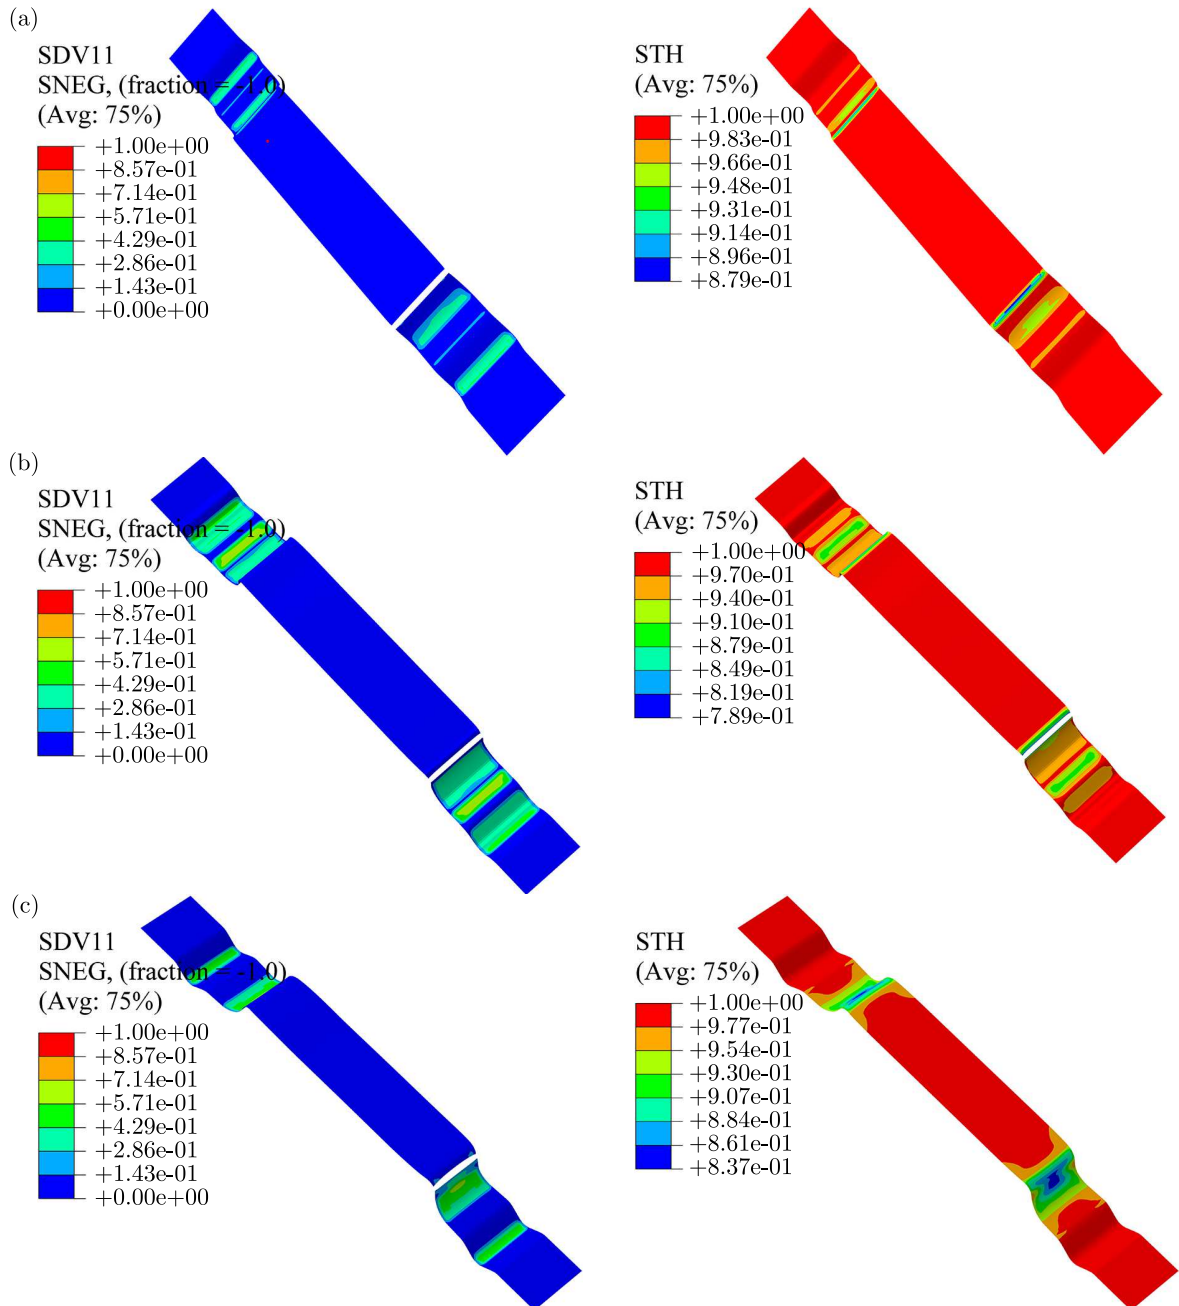 (a)
SDV11
SNEG, (fraction = -1.0)
(Avg: 75%)
+1.00e+00
+8.57e-01
+7.14e-01
+5.71e-01
+4.29e-01
+2.86e-01
+1.43e-01
+0.00e+00
STH
(Avg: 75%)
+1.00e+00
+9.83e-01
+9.66e-01
+9.48e-01
+9.31e-01
+9.14e-01
+8.96e-01
+8.79e-01
(b)
SDV11
SNEG, (fraction = -1.0)
(Avg: 75%)
+1.00e+00
+8.57e-01
+7.14e-01
+5.71e-01
+4.29e-01
+2.86e-01
+1.43e-01
+0.00e+00
STH
(Avg: 75%)
+1.00e+00
+9.70e-01
+9.40e-01
+9.10e-01
+8.79e-01
+8.49e-01
+8.19e-01
+7.89e-01
(c)
SDV11
SNEG, (fraction = -1.0)
(Avg: 75%)
+1.00e+00
+8.57e-01
+7.14e-01
+5.71e-01
+4.29e-01
+2.86e-01
+1.43e-01
+0.00e+00
STH
(Avg: 75%)
+1.00e+00
+9.77e-01
+9.54e-01
+9.30e-01
+9.07e-01
+8.84e-01
+8.61e-01
+8.37e-01